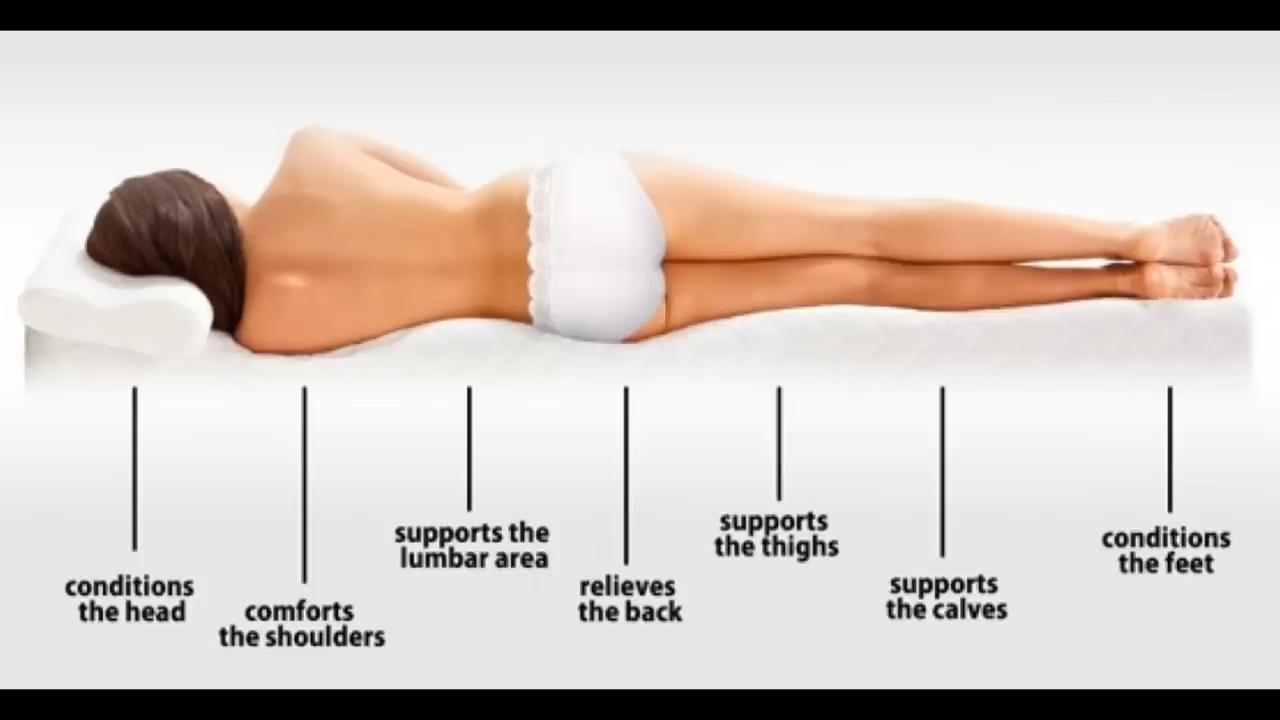 conditions
the head
comforts
the shoulders
supports the
lumbar area
relieves
the back
supports
the thighs
supports
the calves
conditions
the feet